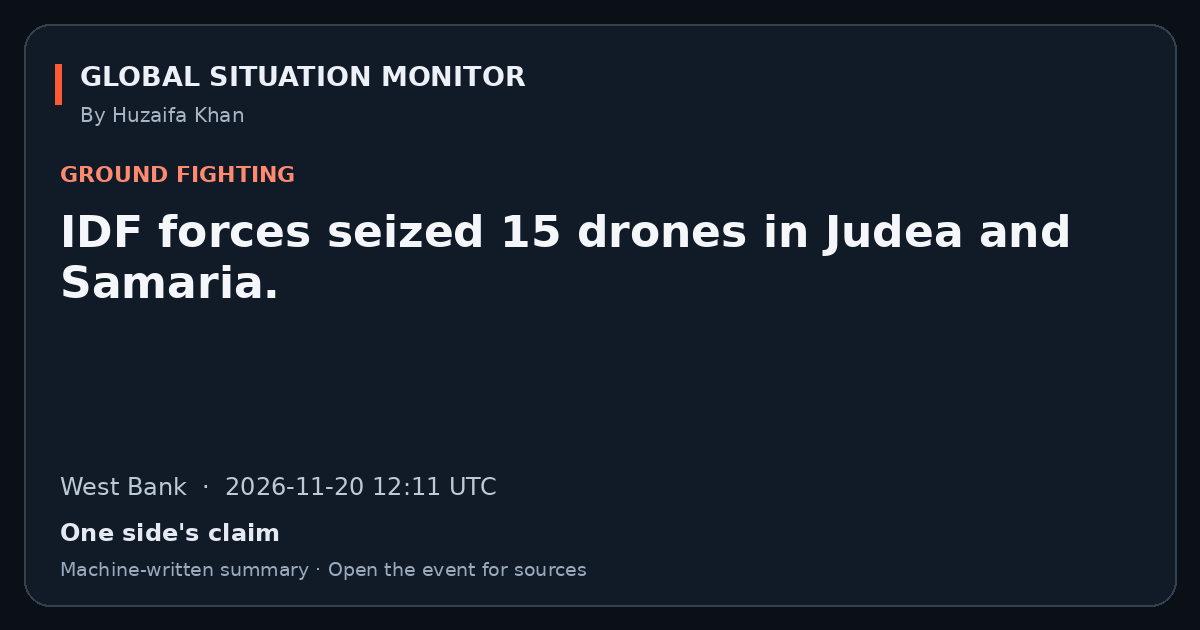 GLOBAL SITUATION MONITOR
By Huzaifa Khan
GROUND FIGHTING
IDF forces seized 15 drones in Judea and
Samaria.
West Bank · 2026-11-20 12:11 UTC
One side's claim
Machine-written summary · Open the event for sources